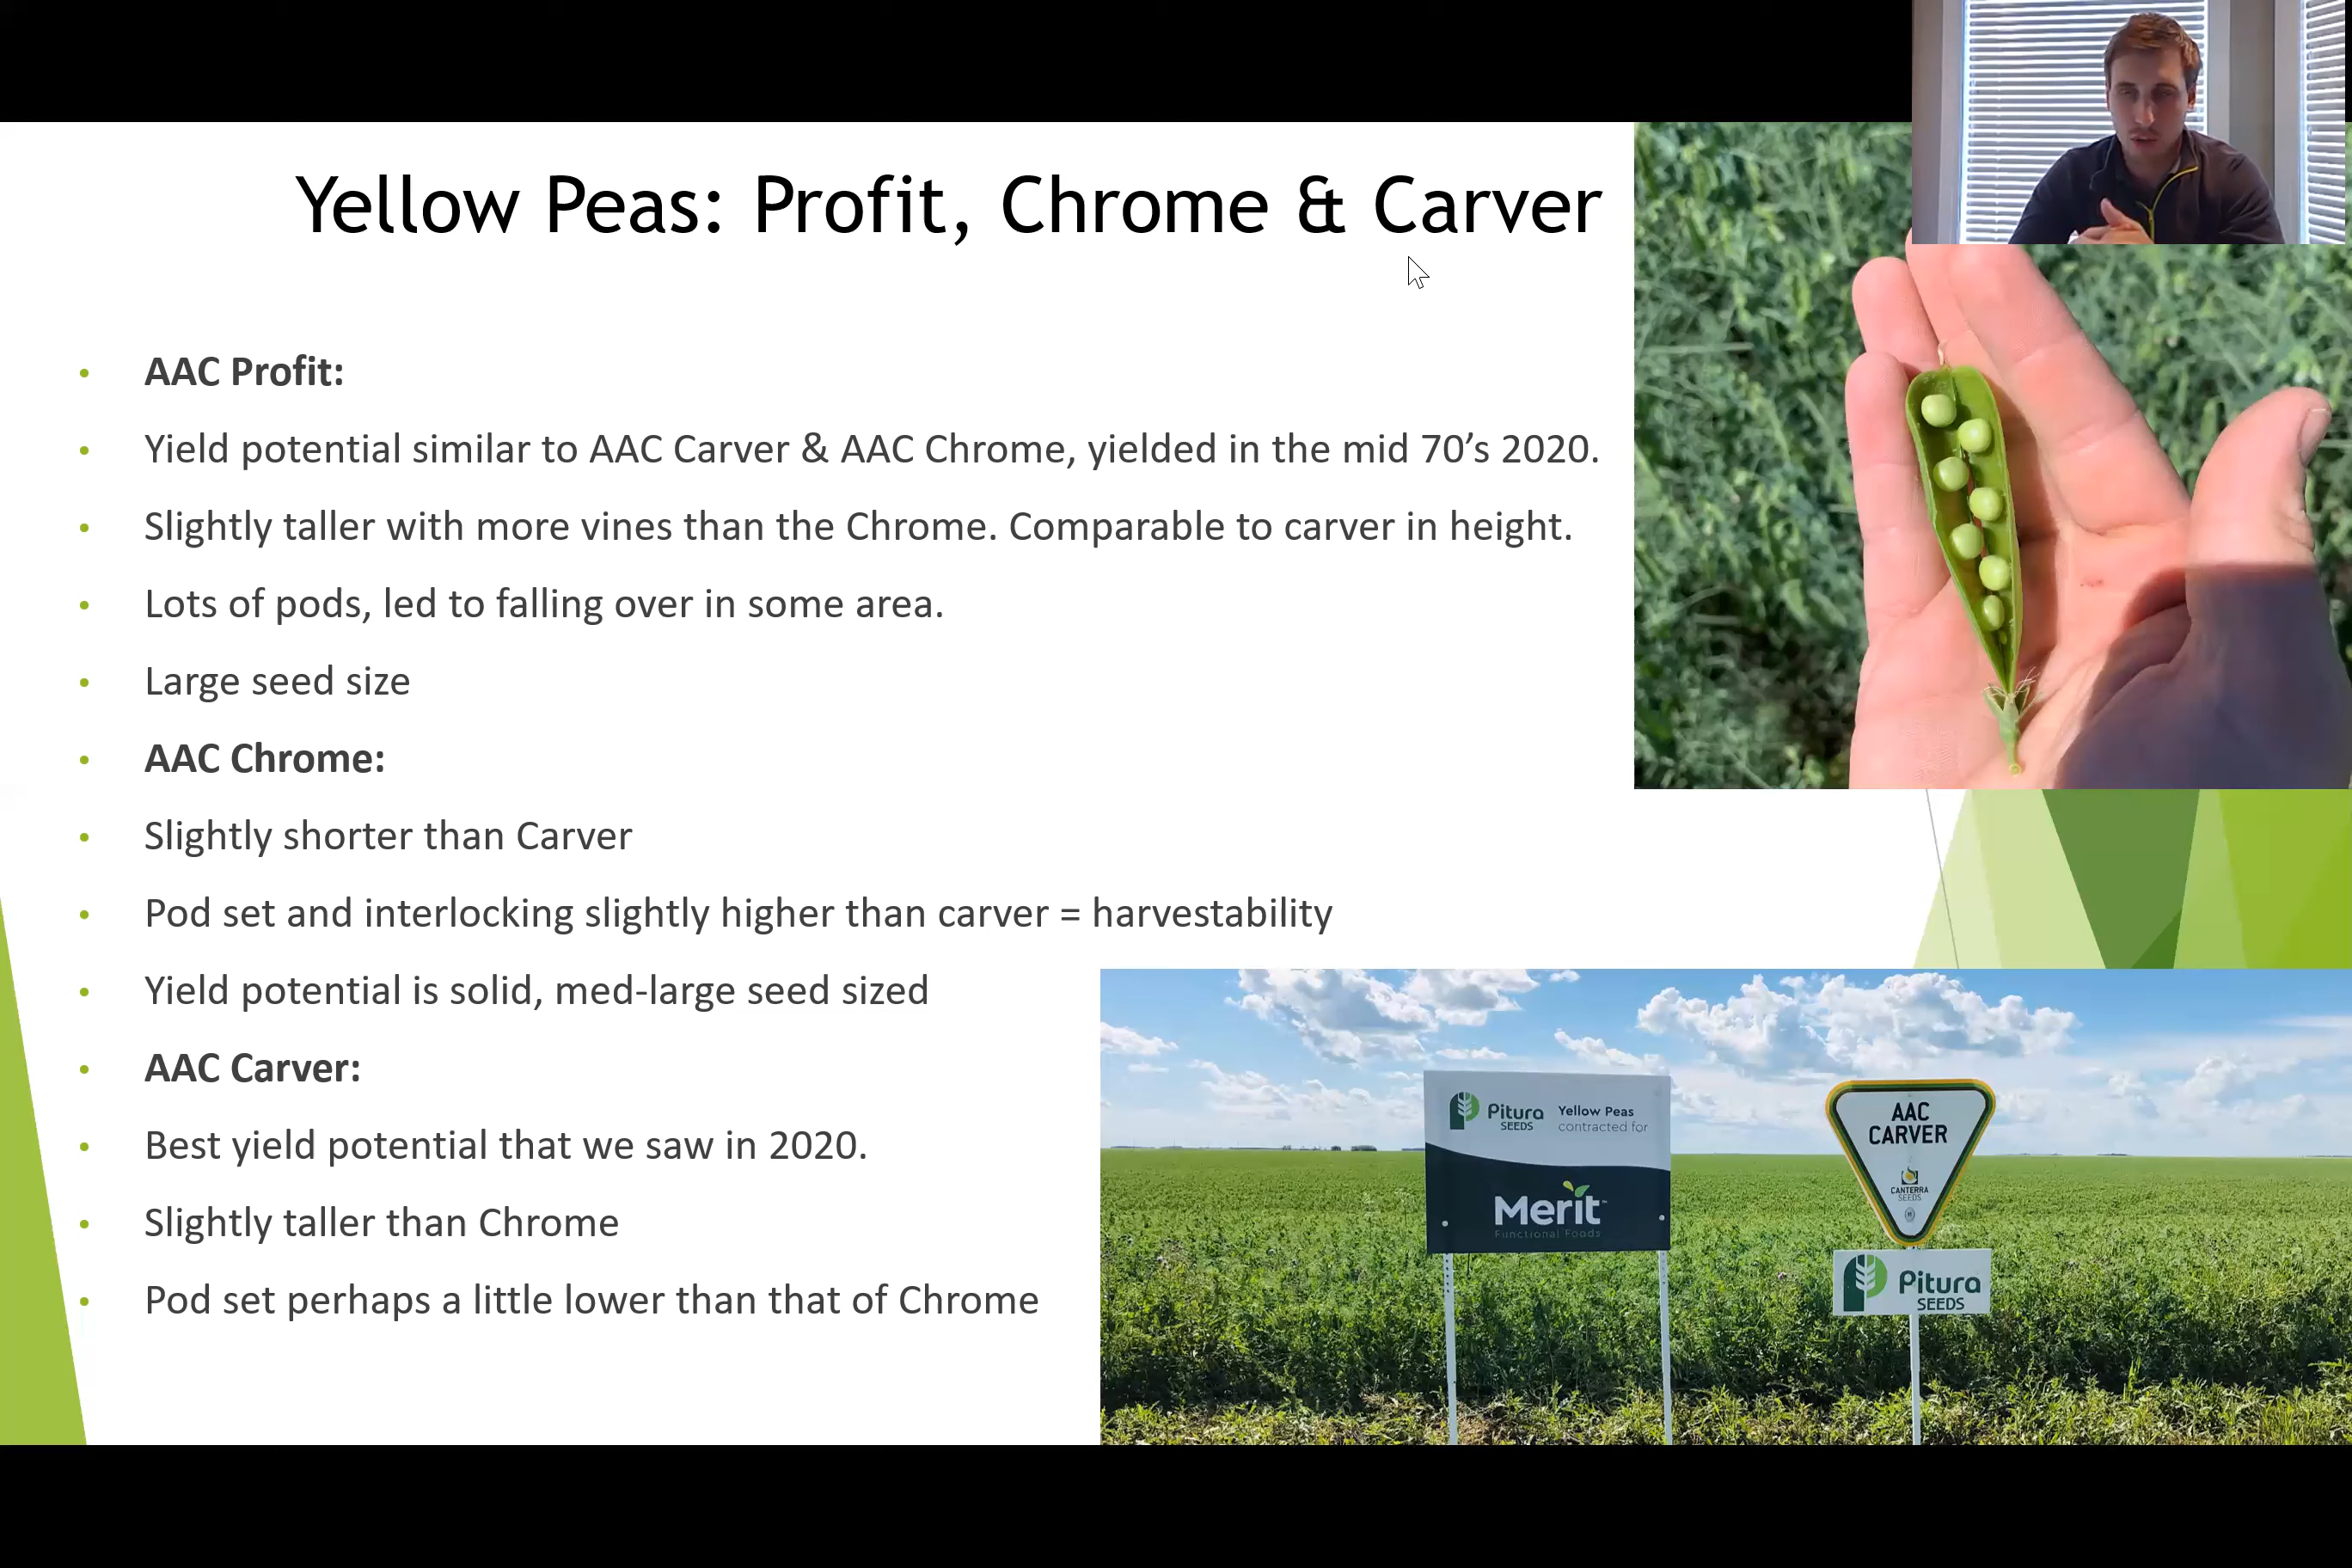 Yellow Peas: Profit, Chrome & Carver
AAC Profit:
Yield potential similar to AAC Carver & AAC Chrome, yielded in the mid 70’s 2020.
Slightly taller with more vines than the Chrome. Comparable to carver in height.
Lots of pods, led to falling over in some area.
Large seed size
AAC Chrome:
Slightly shorter than Carver
Pod set and interlocking slightly higher than carver = harvestability
Yield potential is solid, med-large seed sized
AAC Carver:
Best yield potential that we saw in 2020.
Slightly taller than Chrome
Pod set perhaps a little lower than that of Chrome
Pitura
SEEDS
Yellow Peas
contracted for
Merit
Functional Foods
AAC
CARVER
CANTERRA
SEEDS
Pitura
SEEDS